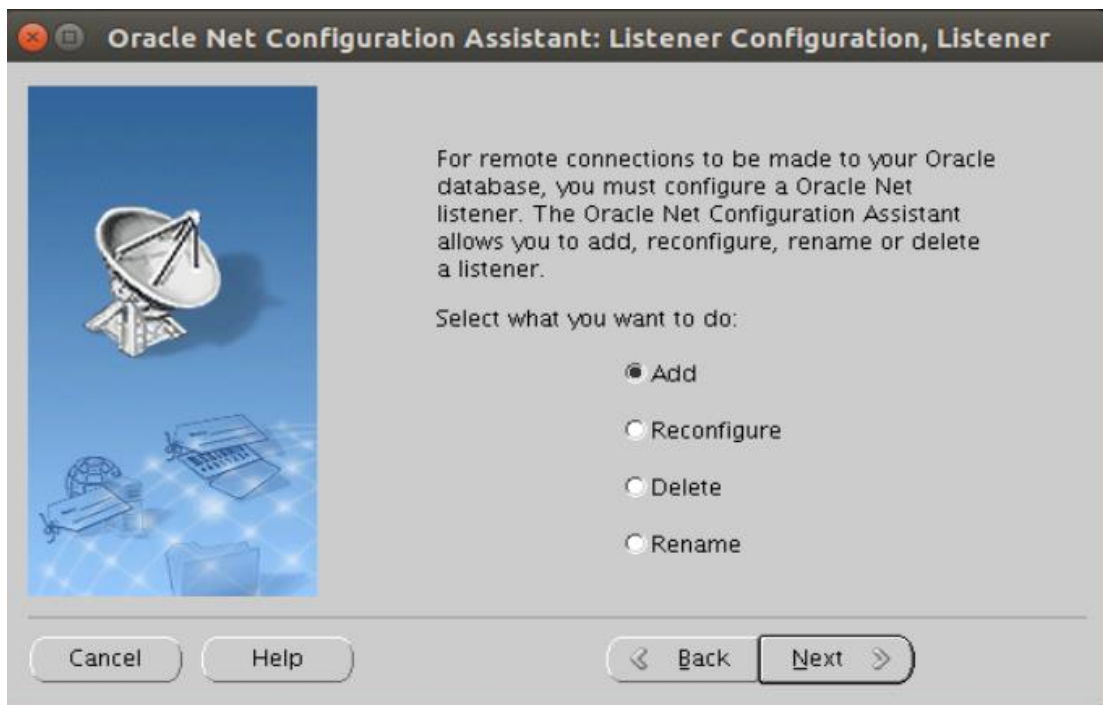 Oracle Net Configuration Assistant: Listener Configuration, Listener
For remote connections to be made to your Oracle
database, you must configure a Oracle Net
listener. The Oracle Net Configuration Assistant
allows you to add, reconfigure, rename or delete
a listener.
Select what you want to do:
Add
Reconfigure
Delete
Rename
Cancel
Help
Back
Next